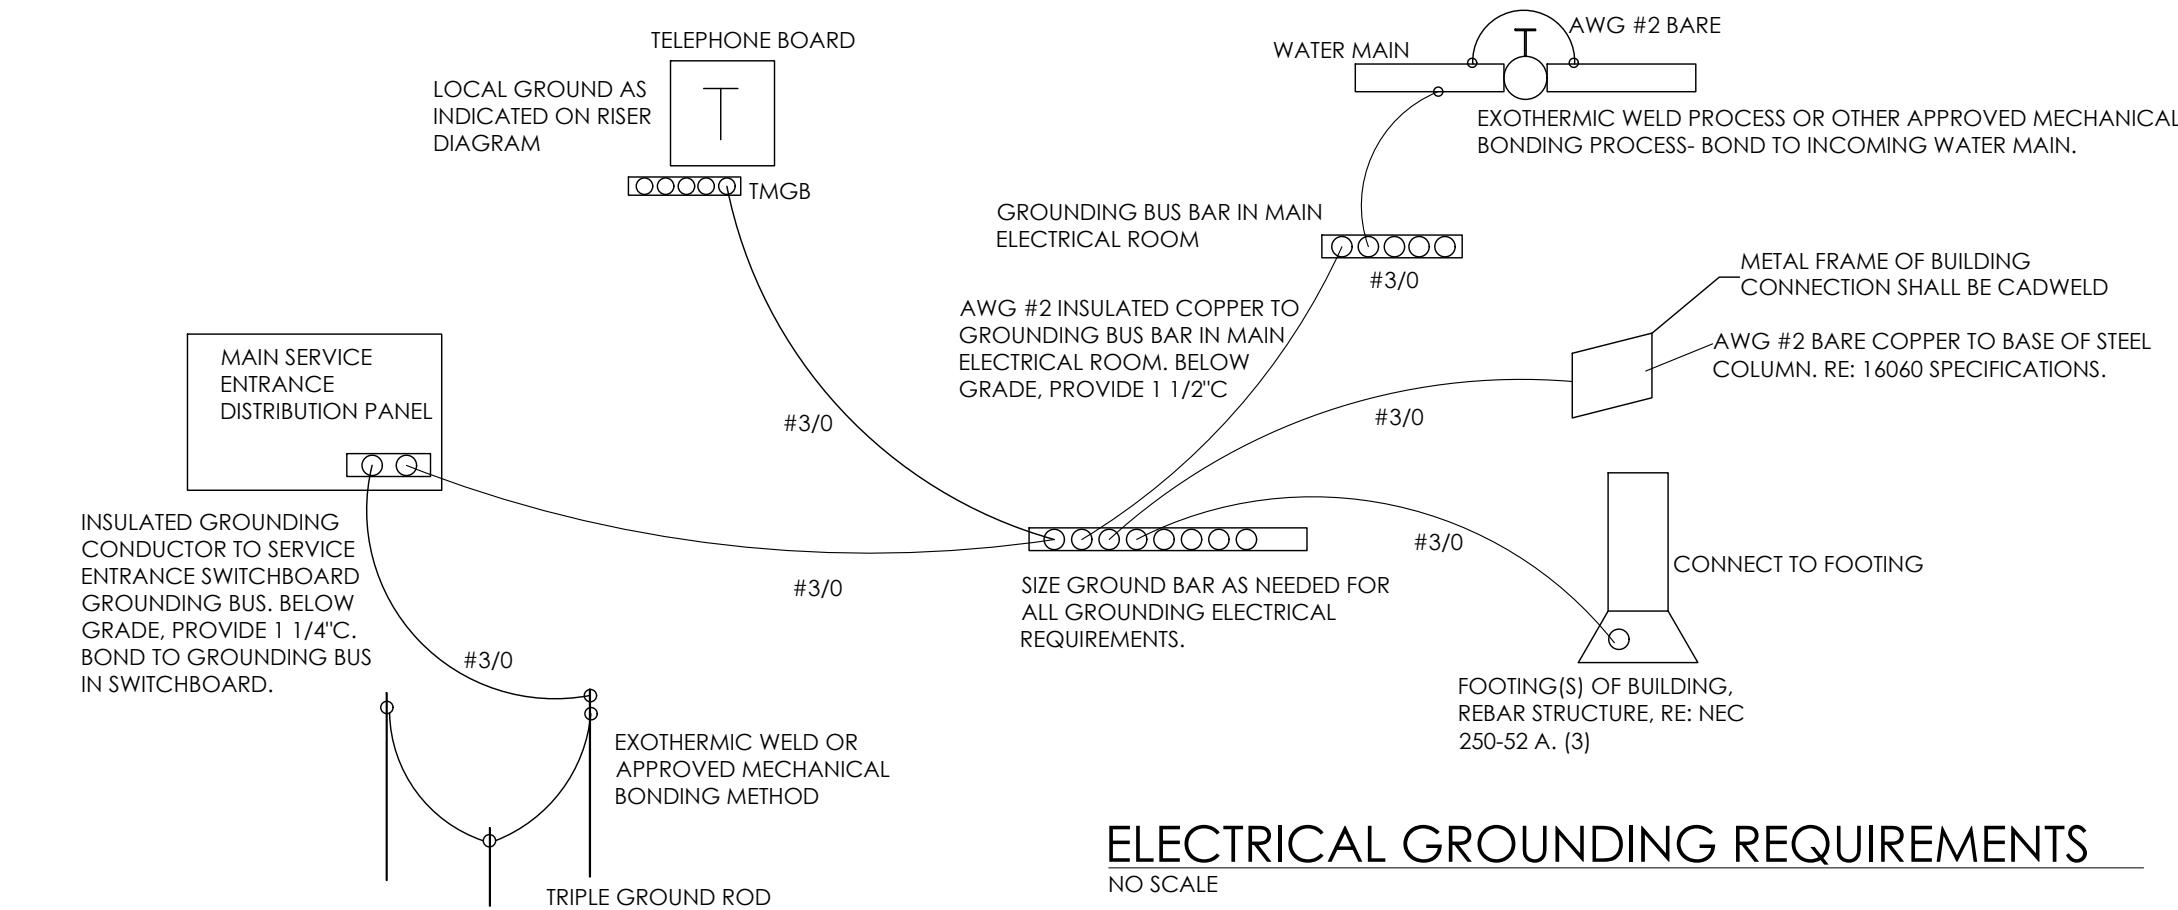 TELEPHONE BOARD
LOCAL GROUND AS
INDICATED ON RISER
DIAGRAM
T
TMGB
WATER MAIN
AWG #2 BARE
T
EXOTHERMIC WELD PROCESS OR OTHER APPROVED MECHANICAL
BONDING PROCESS- BOND TO INCOMING WATER MAIN.
GROUNDING BUS BAR IN MAIN
ELECTRICAL ROOM
#3/0
AWG #2 INSULATED COPPER TO
GROUNDING BUS BAR IN MAIN
ELECTRICAL ROOM. BELOW
GRADE, PROVIDE 1 1/2"C
METAL FRAME OF BUILDING
CONNECTION SHALL BE CADWELD
AWG #2 BARE COPPER TO BASE OF STEEL
COLUMN. RE: 16060 SPECIFICATIONS.
MAIN SERVICE
ENTRANCE
DISTRIBUTION PANEL
#3/0
#3/0
INSULATED GROUNDING
CONDUCTOR TO SERVICE
ENTRANCE SWITCHBOARD
GROUNDING BUS. BELOW
GRADE, PROVIDE 1 1/4"C.
BOND TO GROUNDING BUS
IN SWITCHBOARD.
#3/0
#3/0
SIZE GROUND BAR AS NEEDED FOR
ALL GROUNDING ELECTRICAL
REQUIREMENTS.
#3/0
CONNECT TO FOOTING
FOOTING(S) OF BUILDING,
REBAR STRUCTURE, RE: NEC
250-52 A. (3)
EXOTHERMIC WELD OR
APPROVED MECHANICAL
BONDING METHOD
TRIPLE GROUND ROD
ELECTRICAL GROUNDING REQUIREMENTS
NO SCALE